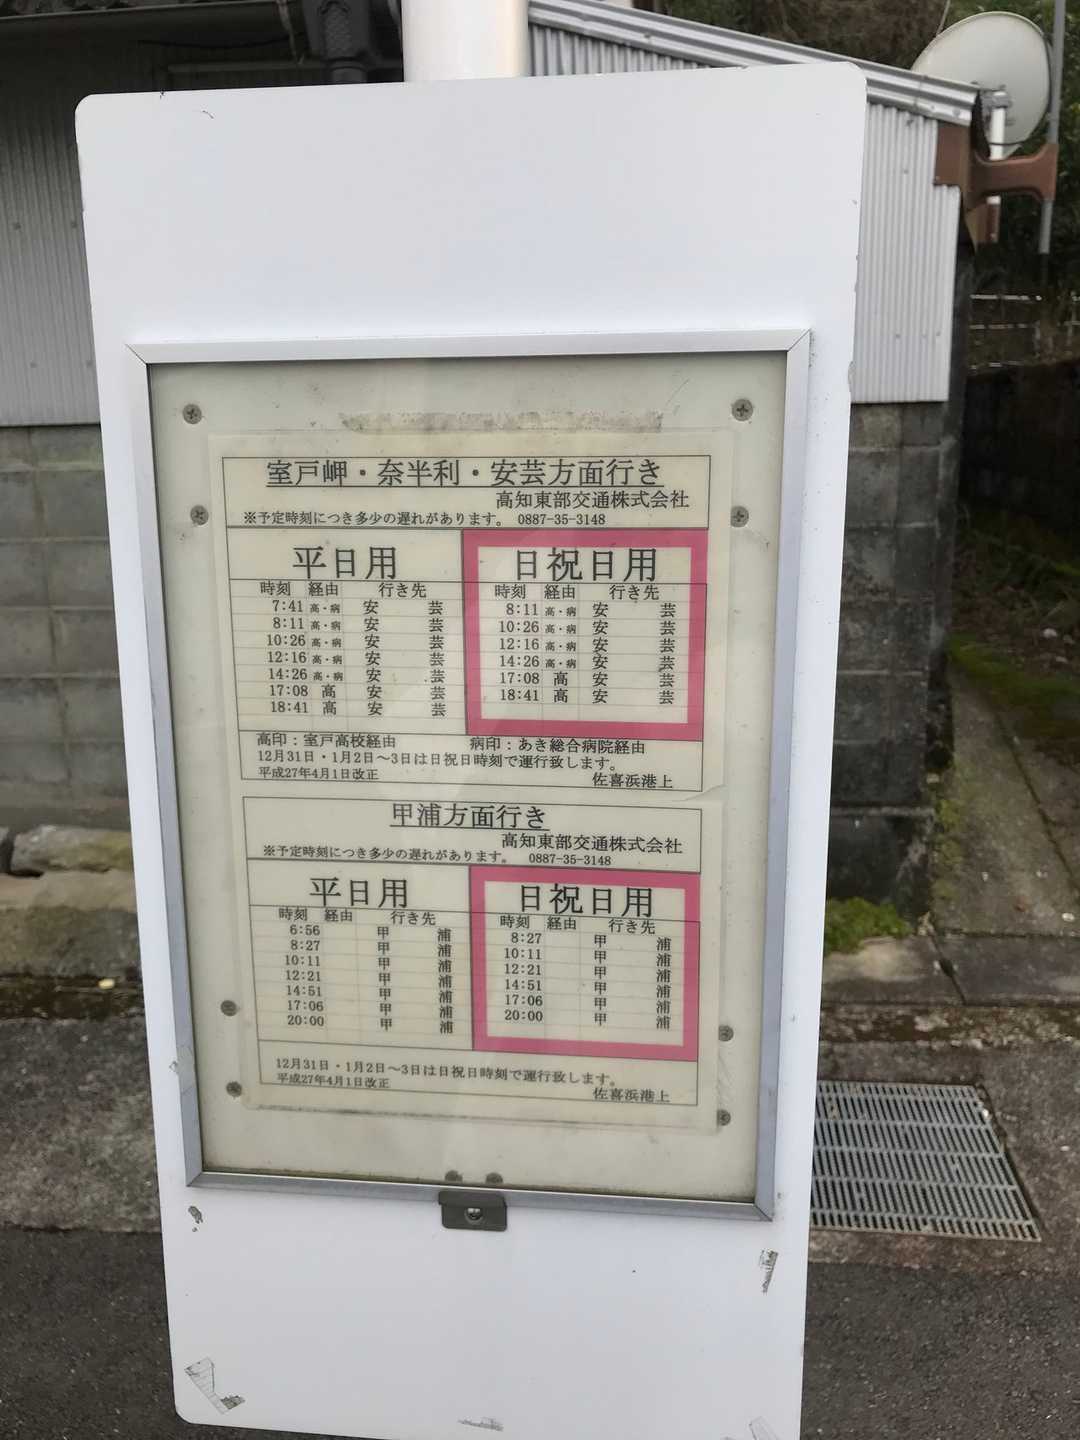 室戸岬・奈半利・安芸方面行き
高知東部交通株式会社
※予定時刻につき多少の遅れがあります。 0887-35-3148
平日用
時刻 経由 行き先
7:41 高・病 安 芸
8:11 高・病 安 芸
10:26 高・病 安 芸
12:16 高・病 安 芸
14:26 高・病 安 芸
17:08 高 安 芸
18:41 高 安 芸
日祝日用
時刻 経由 行き先
8:11 高・病 安 芸
10:26 高・病 安 芸
12:16 高・病 安 芸
14:26 高・病 安 芸
17:08 高 安 芸
18:41 高 安 芸
高印：室戸高校経由 病印：あき総合病院経由
12月31日・1月2日～3日は日祝日時刻で運行致します。
平成27年4月1日改正 佐喜浜港上
甲浦方面行き
高知東部交通株式会社
※予定時刻につき多少の遅れがあります。 0887-35-3148
平日用
時刻 経由 行き先
6:56 甲 浦
8:27 甲 浦
10:11 甲 浦
12:21 甲 浦
14:51 甲 浦
17:06 甲 浦
20:00 甲 浦
日祝日用
時刻 経由 行き先
8:27 甲 浦
10:11 甲 浦
12:21 甲 浦
14:51 甲 浦
17:06 甲 浦
20:00 甲 浦
12月31日・1月2日～3日は日祝日時刻で運行致します。
平成27年4月1日改正 佐喜浜港上